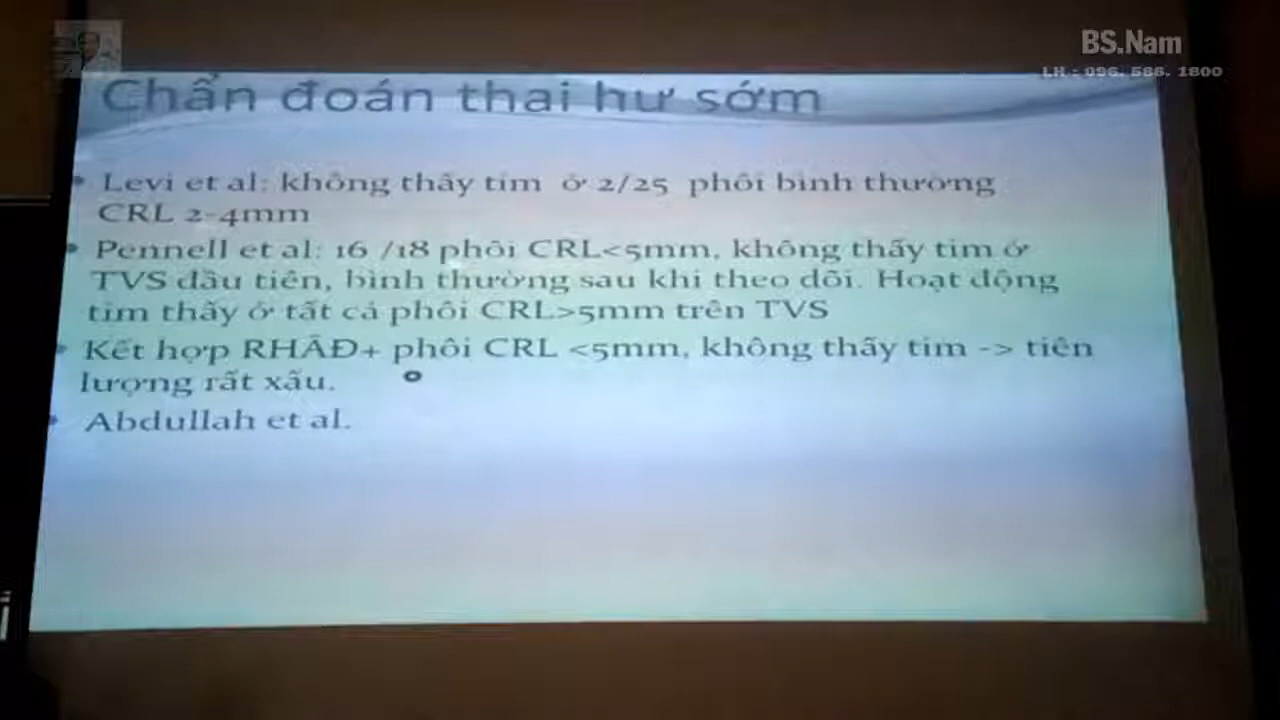 BS.Nam
LH : 096. 586. 1800
Chẩn đoán thai hư sớm
Levi et al: không thấy tim ở 2/25 phôi bình thường
CRL 2-4mm
Pennell et al: 16 /18 phôi CRL<5mm, không thấy tim ở
TVS đầu tiên, bình thường sau khi theo dõi. Hoạt động
tim thấy ở tất cả phôi CRL>5mm trên TVS
Kết hợp RHÂĐ+ phôi CRL <5mm, không thấy tim -> tiên
lượng rất xấu.
Abdullah et al.